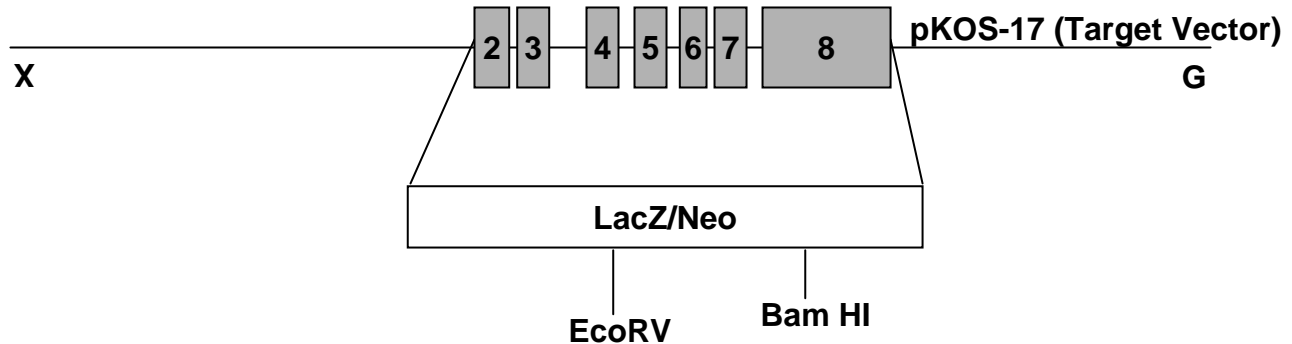 pKOS-17 (Target Vector)
2 3 4 5 6 7 8
X G
LacZ/Neo
EcoRV Bam HI